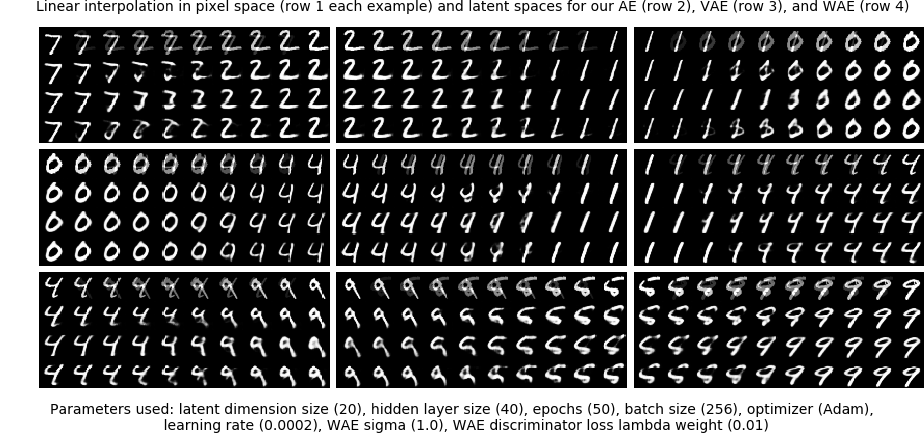 Linear interpolation in pixel space (row 1 each example) and latent spaces for our AE (row 2), VAE (row 3), and WAE (row 4)
Parameters used: latent dimension size (20), hidden layer size (40), epochs (50), batch size (256), optimizer (Adam),
learning rate (0.0002), WAE sigma (1.0), WAE discriminator loss lambda weight (0.01)